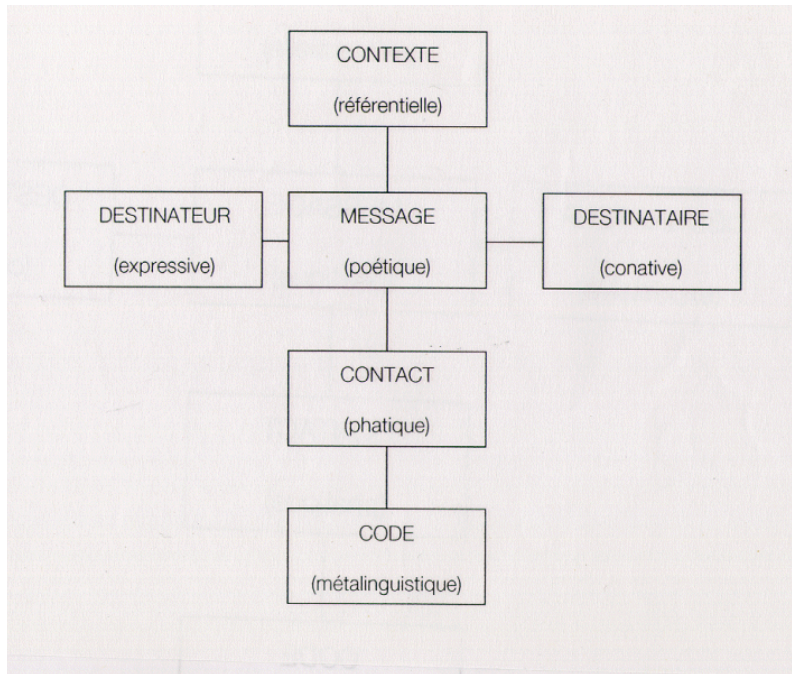 CONTEXTE
(référentielle)
DESTINATEUR
(expressive)
MESSAGE
(poétique)
DESTINATAIRE
(conative)
CONTACT
(phatique)
CODE
(métalinguistique)